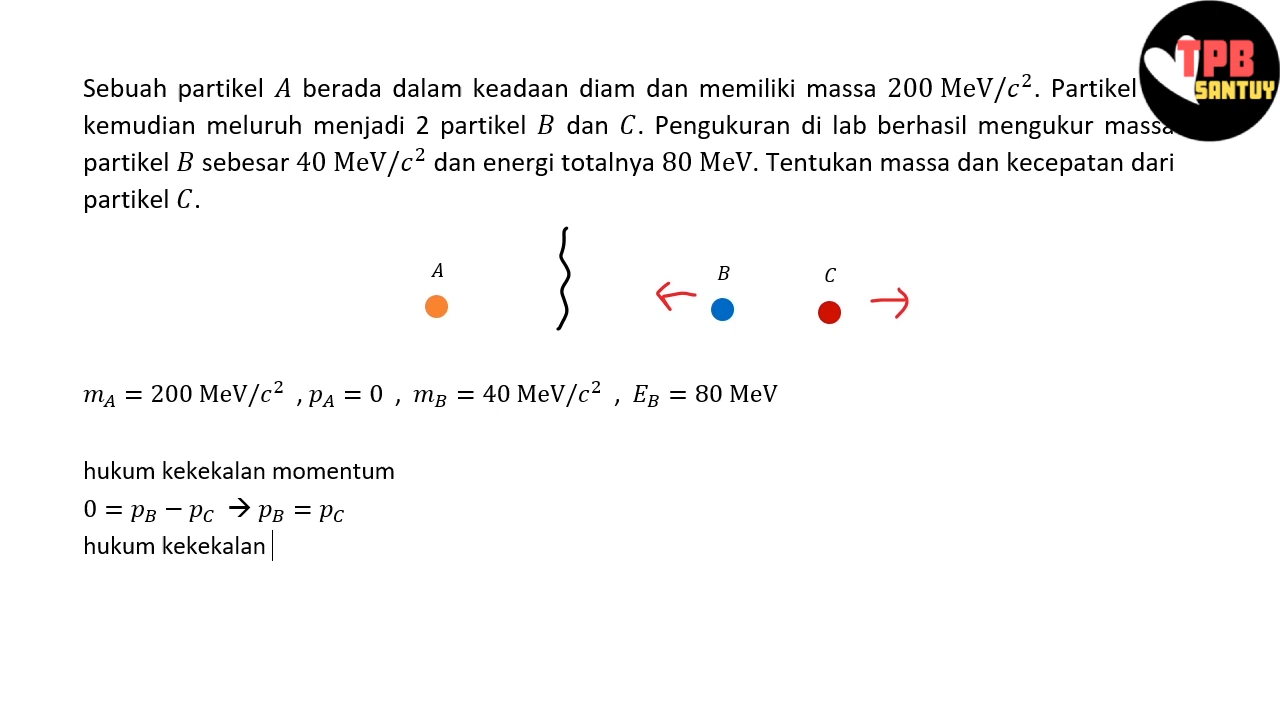 TPB
SANTUY
Sebuah partikel A berada dalam keadaan diam dan memiliki massa 200 MeV/c². Partikel
kemudian meluruh menjadi 2 partikel B dan C. Pengukuran di lab berhasil mengukur massa
partikel B sebesar 40 MeV/c² dan energi totalnya 80 MeV. Tentukan massa dan kecepatan dari
partikel C.
A
B
C
m_A = 200 MeV/c² , p_A = 0 , m_B = 40 MeV/c² , E_B = 80 MeV
hukum kekekalan momentum
0 = p_B − p_C → p_B = p_C
hukum kekekalan